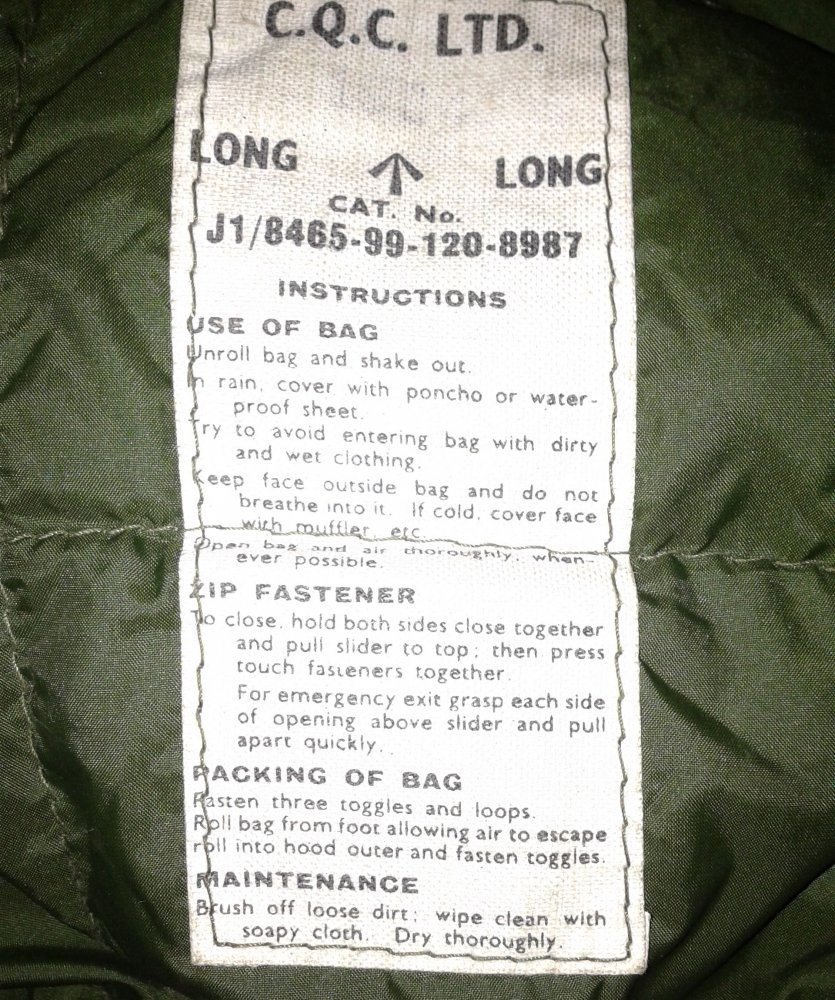 C.Q.C. LTD.
LONG LONG
CAT. No.
J1/8465-99-120-8987
INSTRUCTIONS
USE OF BAG
Unroll bag and shake out.
In rain, cover with poncho or water-
proof sheet.
Try to avoid entering bag with dirty
and wet clothing.
Keep face outside bag and do not
breathe into it. If cold, cover face
with muffler, etc.
Open bag and air thoroughly, when-
ever possible.
ZIP FASTENER
To close, hold both sides close together
and pull slider to top; then press
touch fasteners together.
For emergency exit grasp each side
of opening above slider and pull
apart quickly.
PACKING OF BAG
Fasten three toggles and loops.
Roll bag from foot allowing air to escape
roll into hood outer and fasten toggles.
MAINTENANCE
Brush off loose dirt; wipe clean with
soapy cloth. Dry thoroughly.